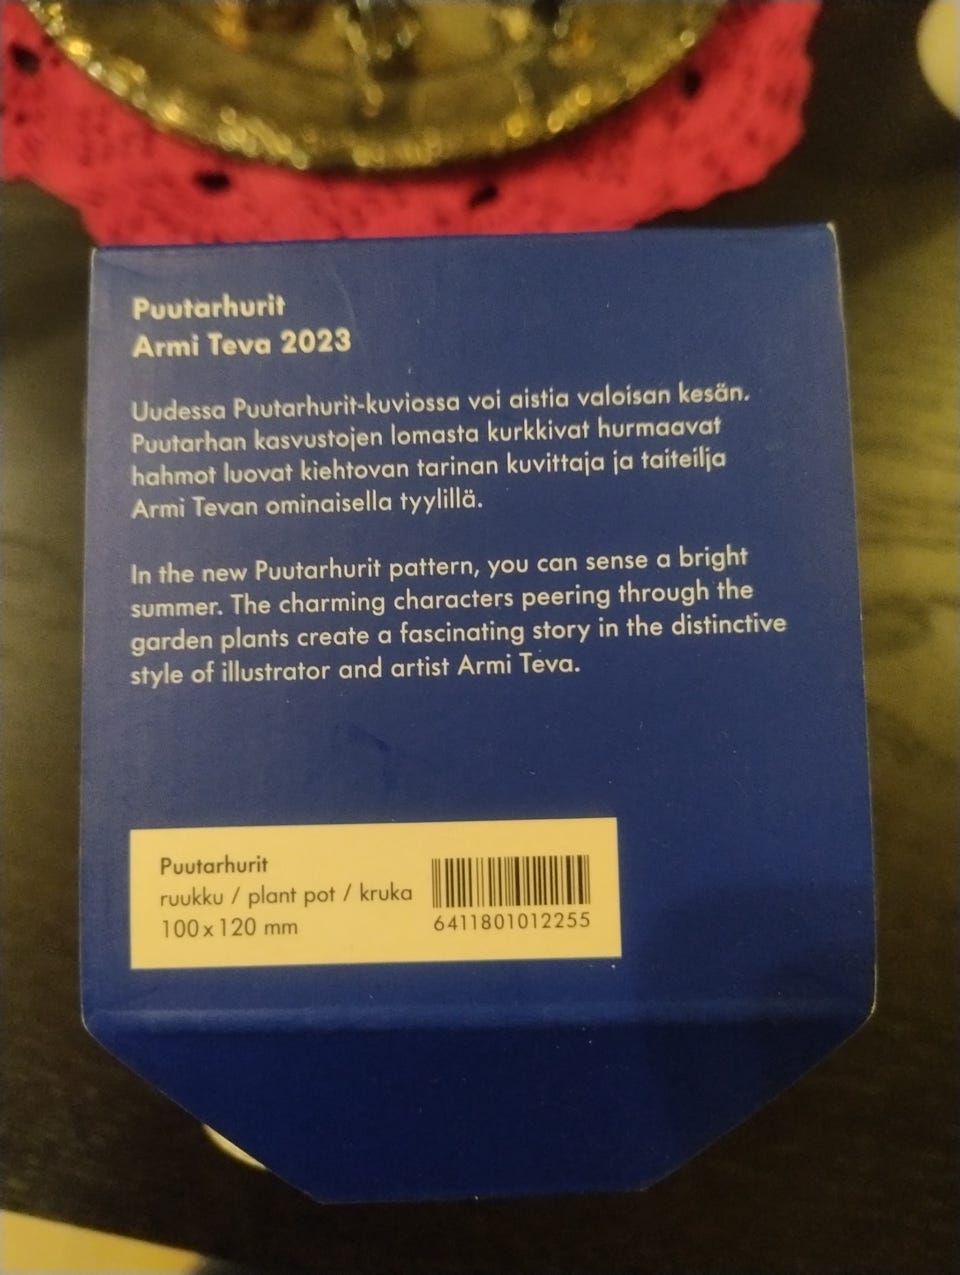 Puutarhurit
Armi Teva 2023
Uudessa Puutarhurit-kuviossa voi aistia valoisan kesän.
Puutarhan kasvustojen lomasta kurkkivat hurmaavat
hahmot luovat kiehtovan tarinan kuvittaja ja taiteilja
Armi Tevan ominaisella tyylillä.
In the new Puutarhurit pattern, you can sense a bright
summer. The charming characters peering through the
garden plants create a fascinating story in the distinctive
style of illustrator and artist Armi Teva.
Puutarhurit
ruukku / plant pot / kruka
100 x 120 mm
6411801012255